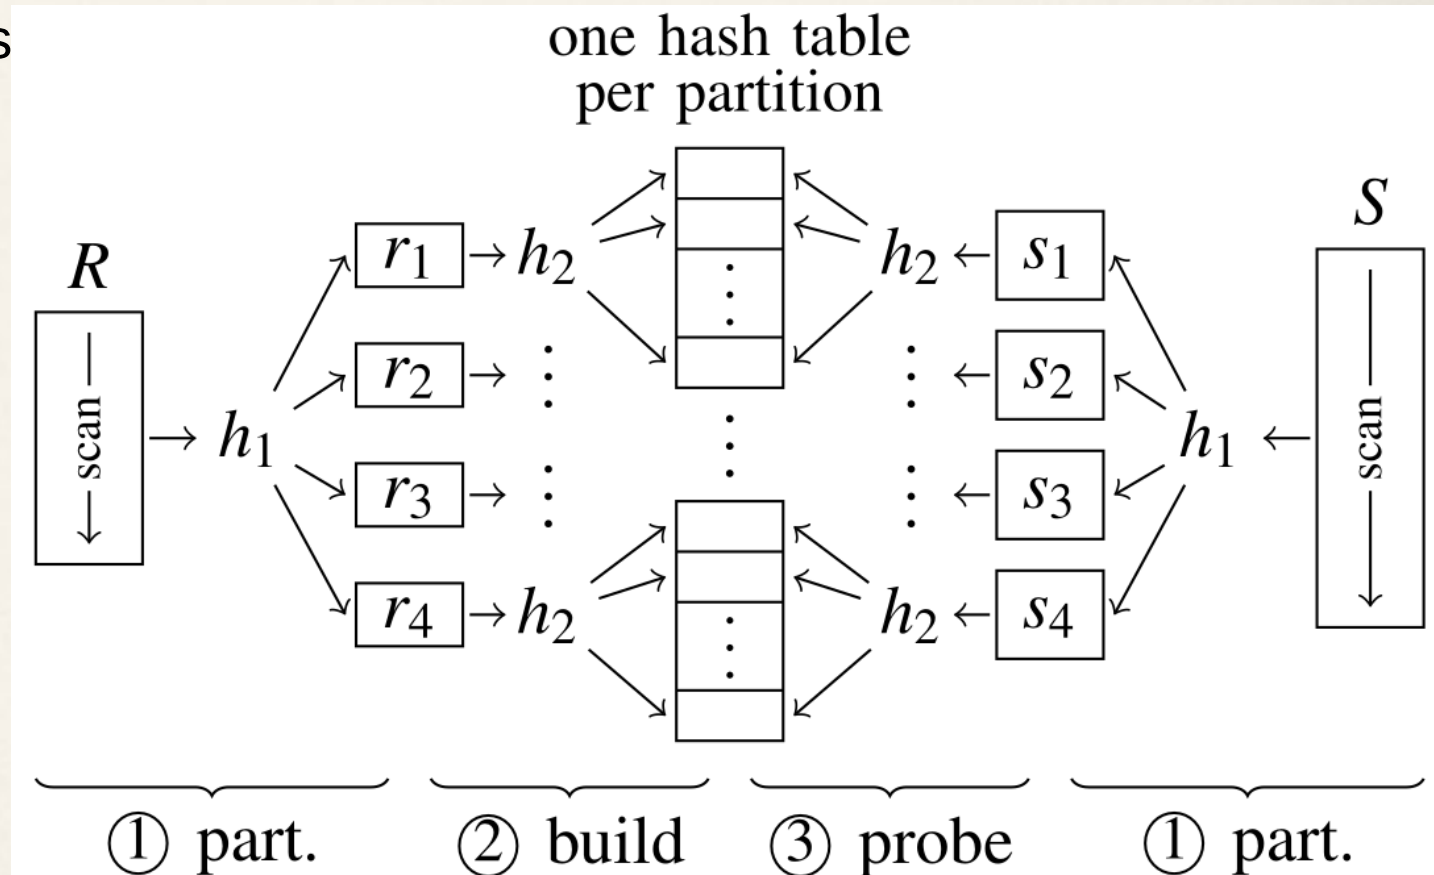 s
one hash table
per partition
R
scan
h1
r1
r2
r3
r4
h2
h2
h2
h2
s1
s2
s3
s4
h1
S
scan
① part.
② build
③ probe
① part.